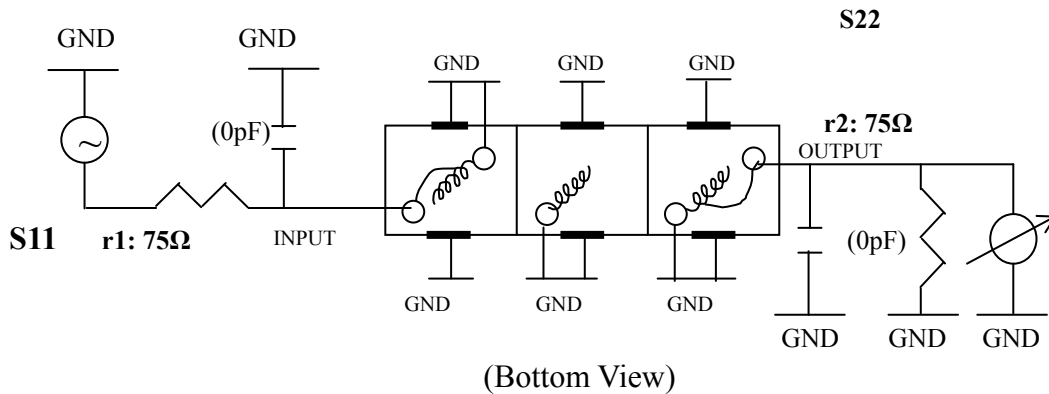 S22
GND
GND
GND
GND
GND
(0pF)
r2: 75Ω
OUTPUT
S11
r1: 75Ω
INPUT
(0pF)
GND
GND
GND
GND
GND
GND
(Bottom View)